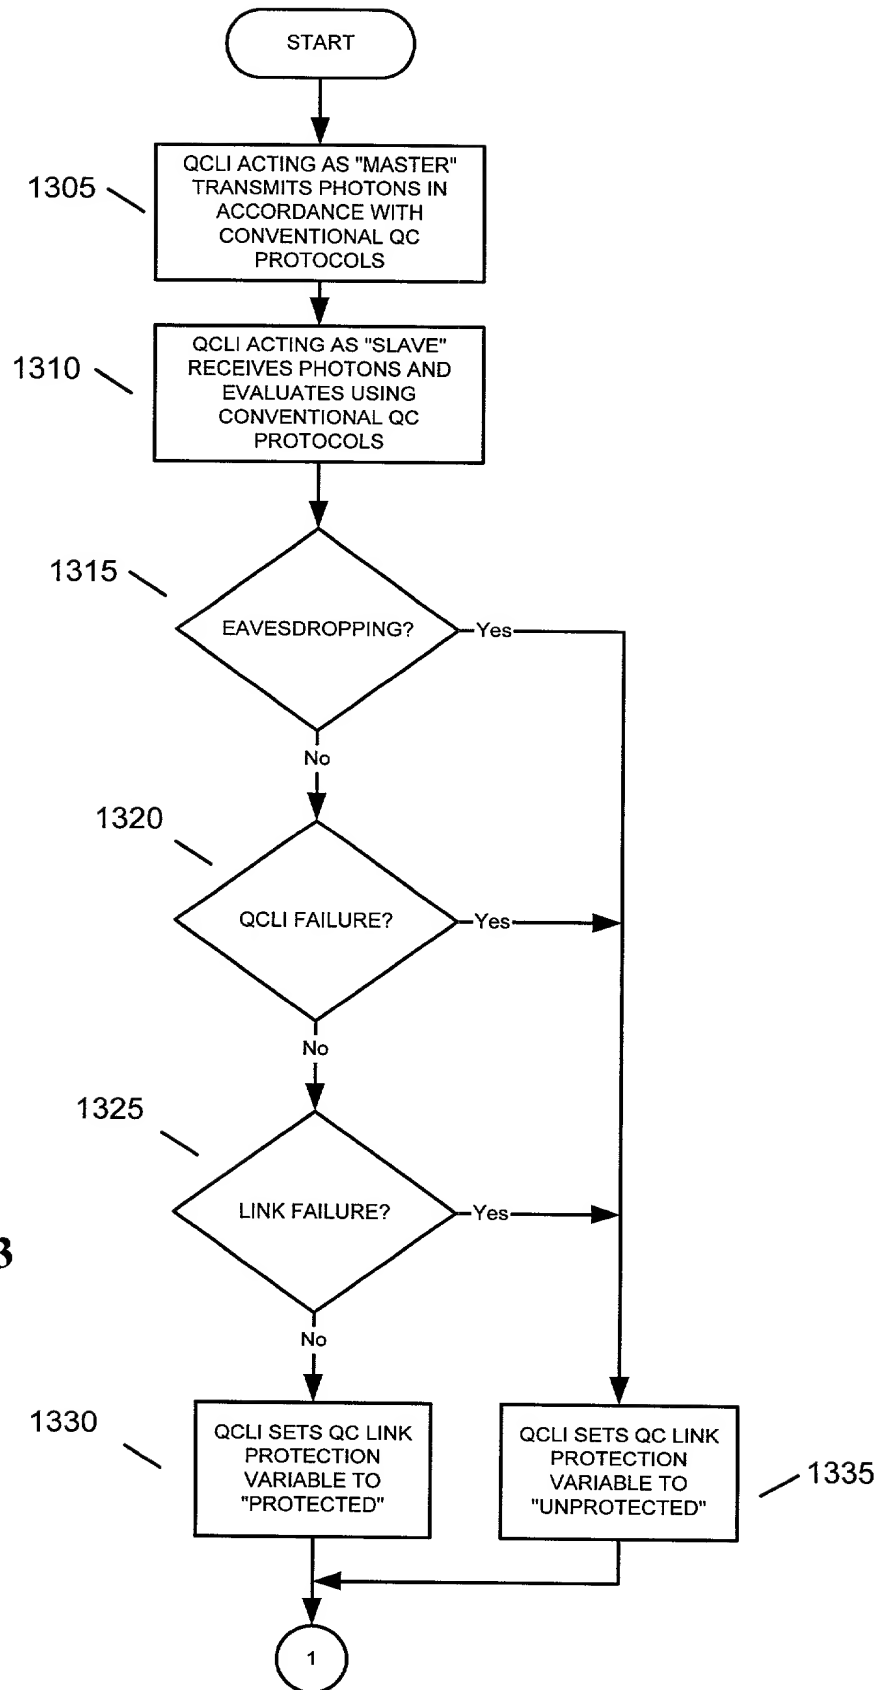 START
1305
QCLI ACTING AS "MASTER"
TRANSMITS PHOTONS IN
ACCORDANCE WITH
CONVENTIONAL QC
PROTOCOLS
1310
QCLI ACTING AS "SLAVE"
RECEIVES PHOTONS AND
EVALUATES USING
CONVENTIONAL QC
PROTOCOLS
1315
EAVESDROPPING?
Yes
No
1320
QCLI FAILURE?
Yes
No
1325
LINK FAILURE?
Yes
3
No
1330
QCLI SETS QC LINK
PROTECTION
VARIABLE TO
"PROTECTED"
QCLI SETS QC LINK
PROTECTION
VARIABLE TO
"UNPROTECTED"
1335
1